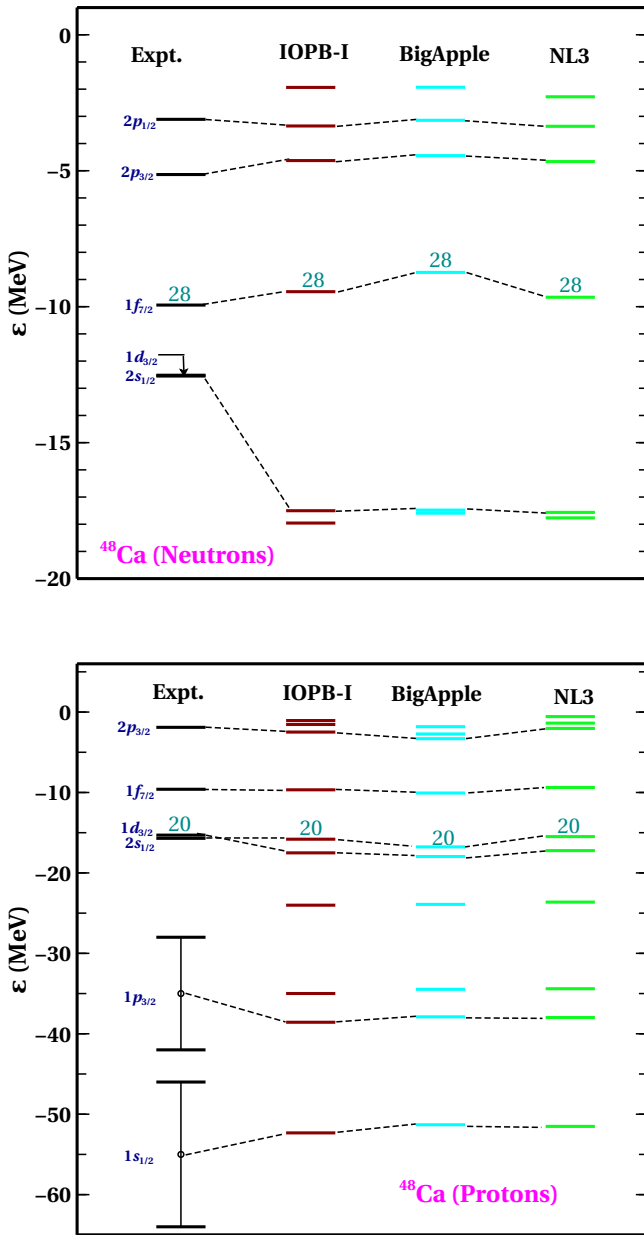 0
Expt.
IOPB-I
BigApple
NL3
2p1/2
−5
2p3/2
28
28
28
28
1f7/2
−10
ε (MeV)
1d3/2
2s1/2
−15
48Ca (Neutrons)
−20
Expt.
IOPB-I
BigApple
NL3
2p3/2
0
1f7/2
−10
1d3/2
20
20
20
20
2s1/2
−20
ε (MeV)
−30
1p3/2
−40
−50
1s1/2
48Ca (Protons)
−60